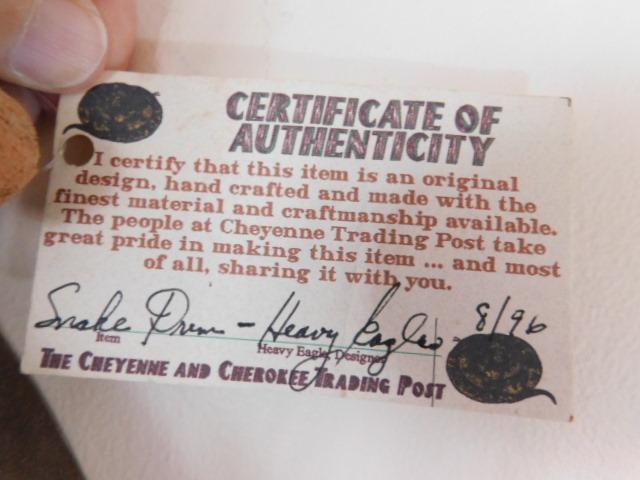 CERTIFICATE OF
AUTHENTICITY
I certify that this item is an original
design, hand crafted and made with the
finest material and craftmanship available.
The people at Cheyenne Trading Post take
great pride in making this item ... and most
of all, sharing it with you.
Snake Drum - Heavy Eagles 8/96
Item
Heavy Eagle, Designer
THE CHEYENNE AND CHEROKEE TRADING POST